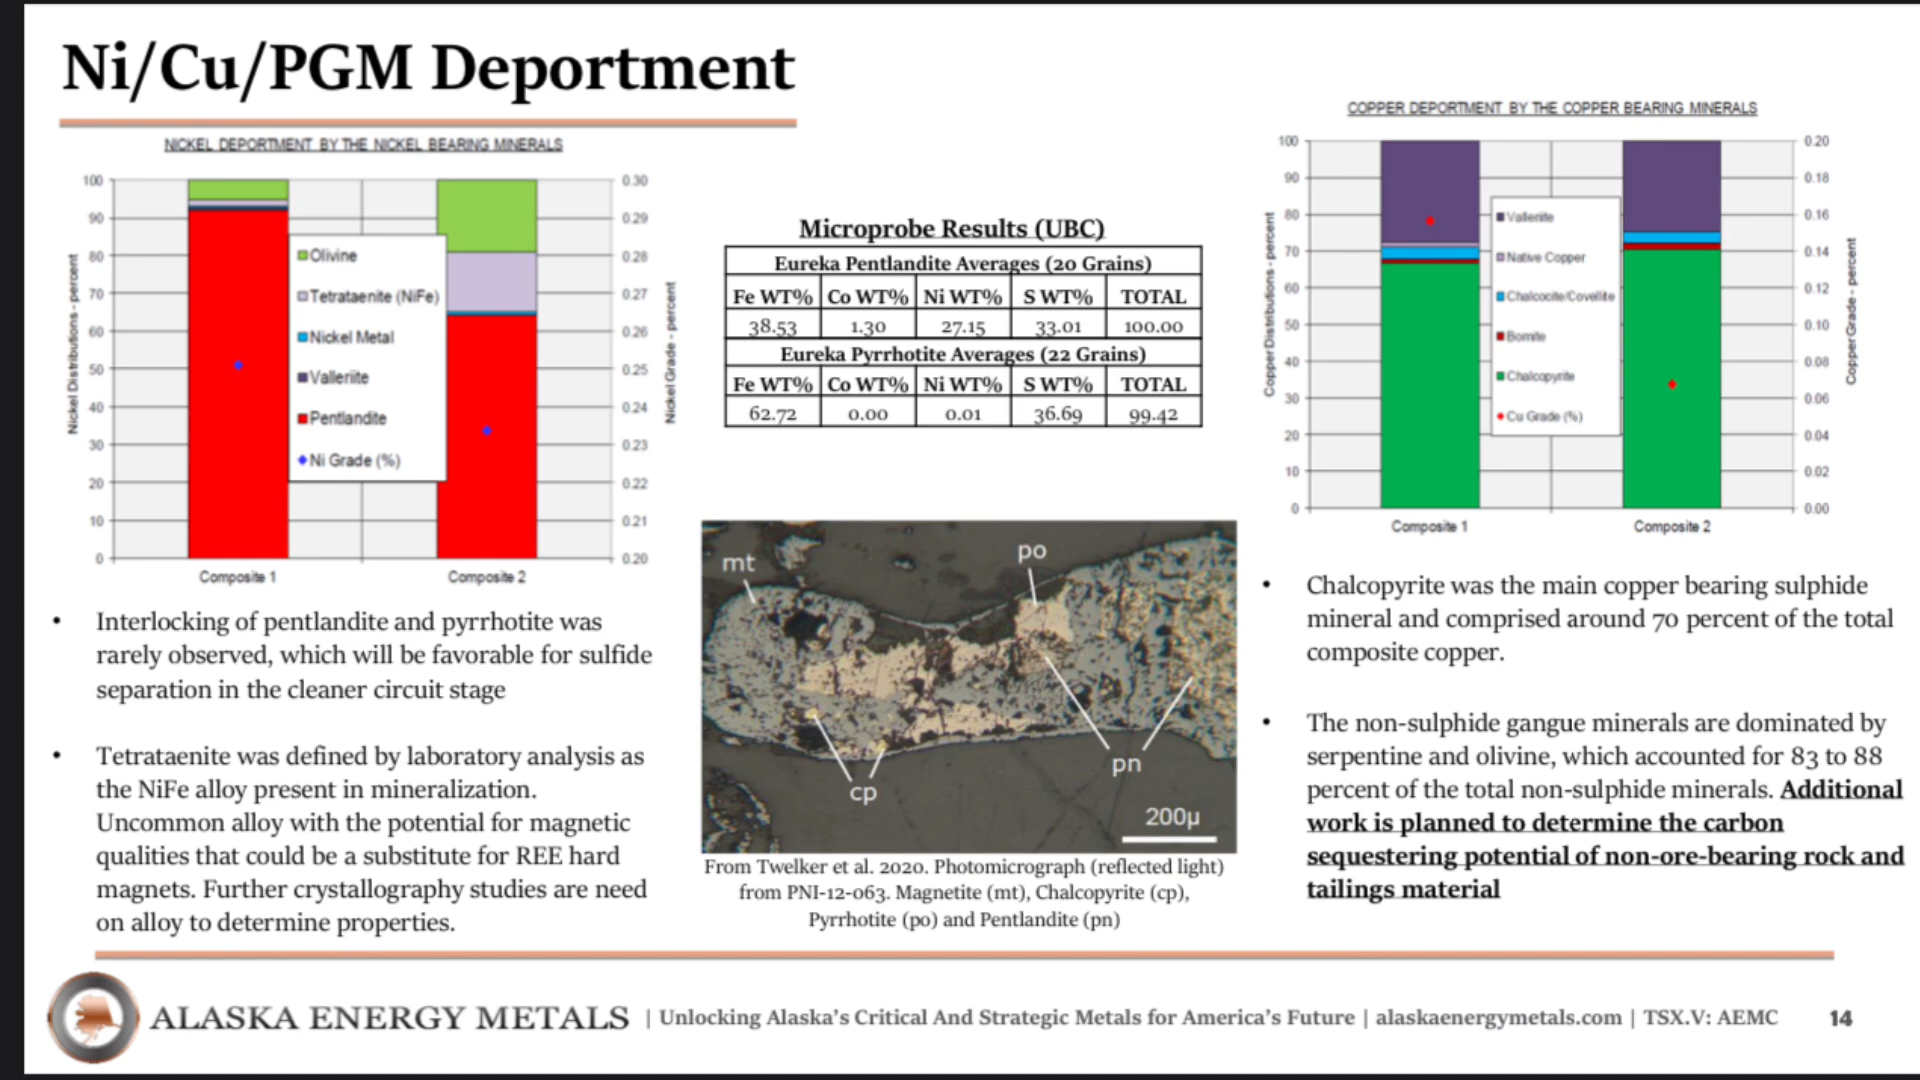 Ni/Cu/PGM Deportment
NICKEL DEPORTMENT BY THE NICKEL BEARING MINERALS
100
90
80
70
60
50
40
30
20
10
0
Nickel Distributions - percent
0.30
0.29
0.28
0.27
0.26
0.25
0.24
0.23
0.22
0.21
0.20
Nickel Grade - percent
Olivine
Tetrataenite (NiFe)
Nickel Metal
Valleriite
Pentlandite
Ni Grade (%)
Composite 1
Composite 2
• Interlocking of pentlandite and pyrrhotite was
rarely observed, which will be favorable for sulfide
separation in the cleaner circuit stage
• Tetrataenite was defined by laboratory analysis as
the NiFe alloy present in mineralization.
Uncommon alloy with the potential for magnetic
qualities that could be a substitute for REE hard
magnets. Further crystallography studies are need
on alloy to determine properties.
Microprobe Results (UBC)
Eureka Pentlandite Averages (20 Grains)
Fe WT% Co WT% Ni WT% S WT% TOTAL
38.53 1.30 27.15 33.01 100.00
Eureka Pyrrhotite Averages (22 Grains)
Fe WT% Co WT% Ni WT% S WT% TOTAL
62.72 0.00 0.01 36.69 99.42
mt
po
pn
cp
200µ
From Twelker et al. 2020. Photomicrograph (reflected light)
from PNI-12-063. Magnetite (mt), Chalcopyrite (cp),
Pyrrhotite (po) and Pentlandite (pn)
COPPER DEPORTMENT BY THE COPPER BEARING MINERALS
100
90
80
70
60
50
40
30
20
10
0
Copper Distributions - percent
0.20
0.18
0.16
0.14
0.12
0.10
0.08
0.06
0.04
0.02
0.00
Copper Grade - percent
Valleriite
Native Copper
Chalcocite/Covellite
Bornite
Chalcopyrite
Cu Grade (%)
Composite 1
Composite 2
• Chalcopyrite was the main copper bearing sulphide
mineral and comprised around 70 percent of the total
composite copper.
• The non-sulphide gangue minerals are dominated by
serpentine and olivine, which accounted for 83 to 88
percent of the total non-sulphide minerals. Additional
work is planned to determine the carbon
sequestering potential of non-ore-bearing rock and
tailings material
ALASKA ENERGY METALS | Unlocking Alaska's Critical And Strategic Metals for America's Future | alaskaenergymetals.com | TSX.V: AEMC 14